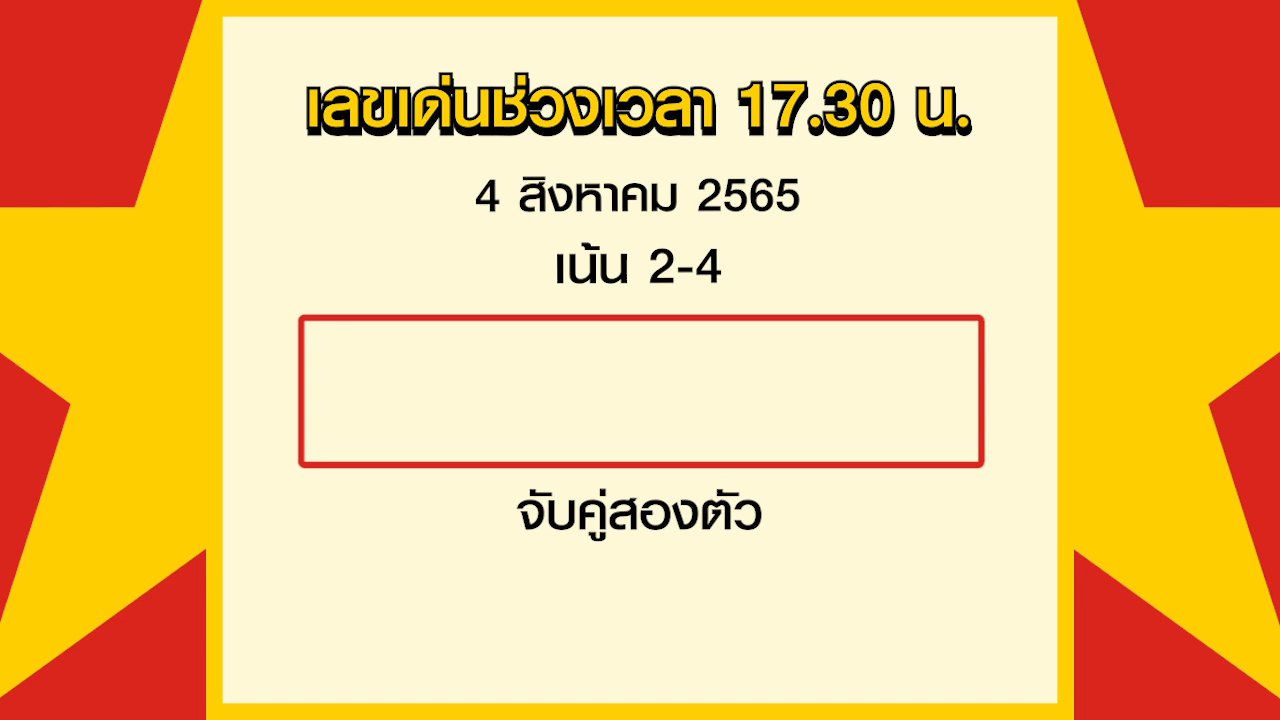 เลขเด่นช่วงเวลา 17.30 น.
4 สิงหาคม 2565
เน้น 2-4
จับคู่สองตัว